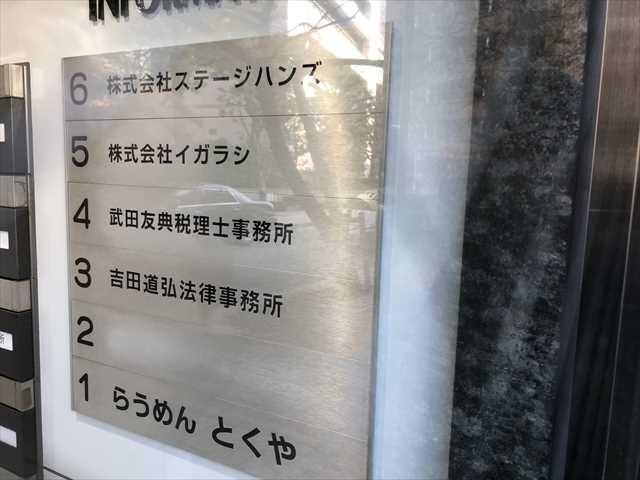 INFORMA
6 株式会社ステージハンズ
5 株式会社イガラシ
4 武田友典税理士事務所
3 吉田道弘法律事務所
2
1 らうめん とくや
所